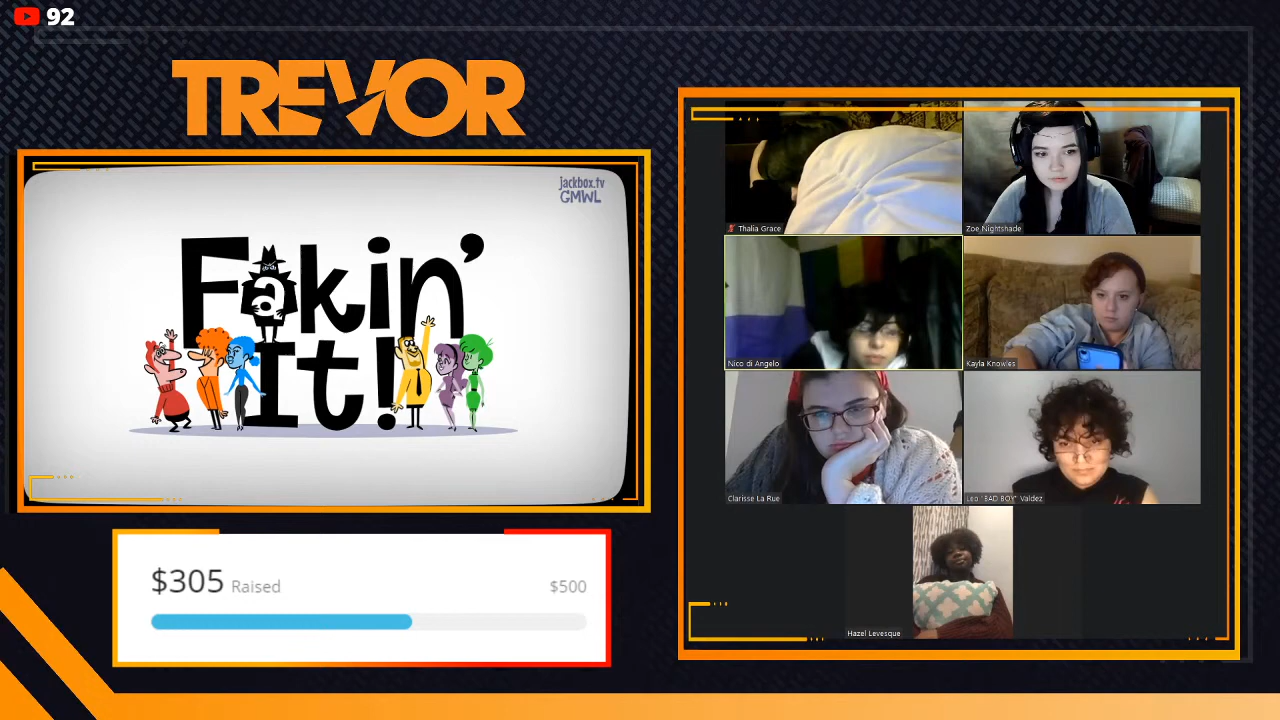 92
TREVOR
jackbox.tv
GMWL
Fakin'
It!
$305 Raised
$500
Thalia Grace
Zoe Nightshade
Nico di Angelo
Kayla Knowles
Clarisse La Rue
Leo "BAD BOY" Valdez
Hazel Levesque